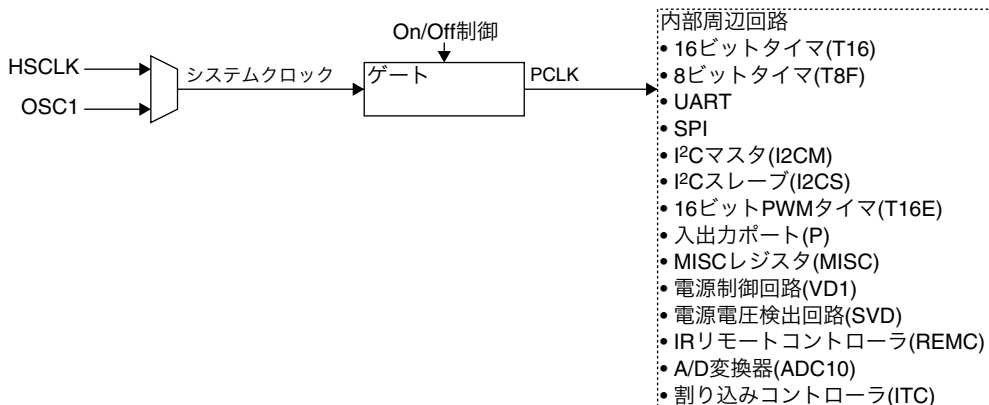 On/Off制御
HSCLK
OSC1
システムクロック
ゲート
PCLK
内部周辺回路
• 16ビットタイマ(T16)
• 8ビットタイマ(T8F)
• UART
• SPI
• I²Cマスタ(I2CM)
• I²Cスレーブ(I2CS)
• 16ビットPWMタイマ(T16E)
• 入出力ポート(P)
• MISCレジスタ(MISC)
• 電源制御回路(VD1)
• 電源電圧検出回路(SVD)
• IRリモートコントローラ(REMC)
• A/D変換器(ADC10)
• 割り込みコントローラ(ITC)